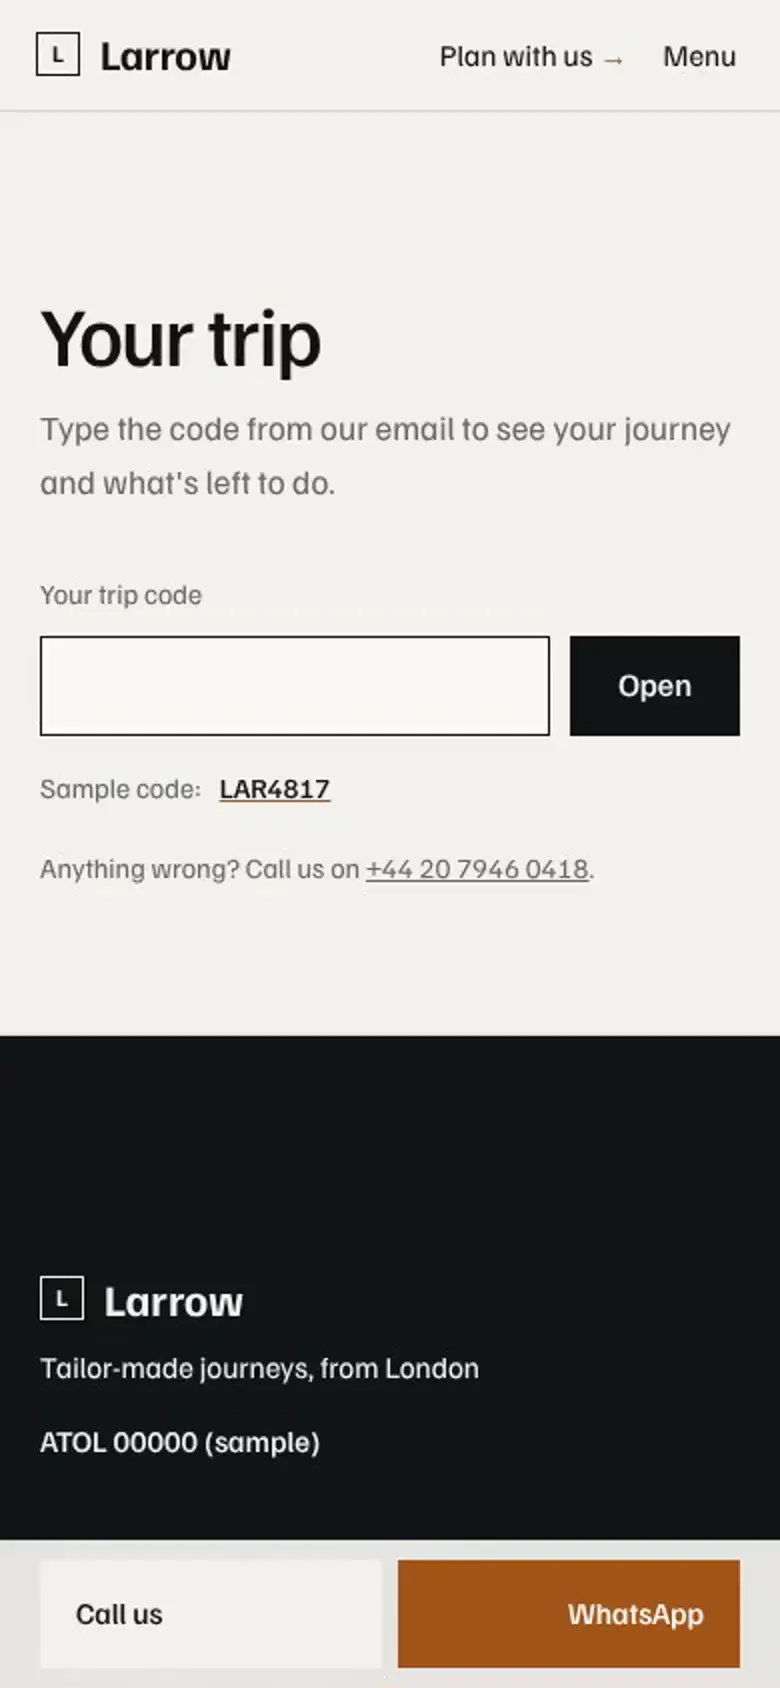 L Larrow Plan with us → Menu
Your trip
Type the code from our email to see your journey
and what's left to do.
Your trip code
Open
Sample code: LAR4817
Anything wrong? Call us on +44 20 7946 0418.
L Larrow
Tailor-made journeys, from London
ATOL 00000 (sample)
Call us WhatsApp